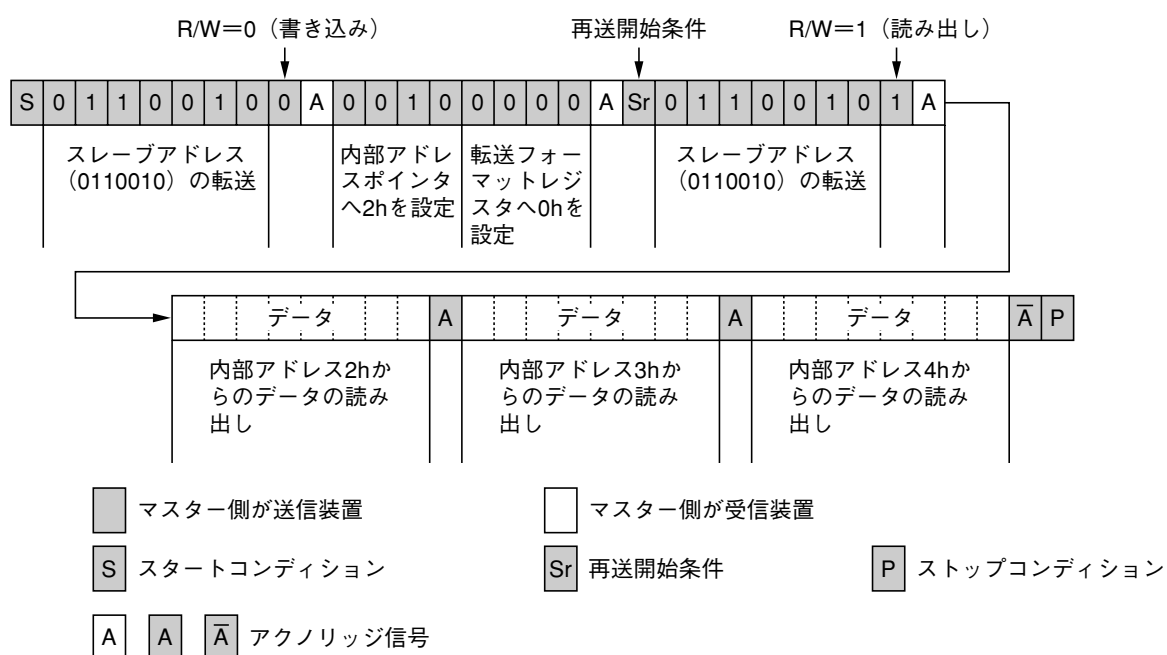 R/W＝0（書き込み） 再送開始条件 R/W＝1（読み出し）
S 0 1 1 0 0 1 0 0 A 0 0 1 0 0 0 0 0 A Sr 0 1 1 0 0 1 0 1 A
スレーブアドレス
（0110010）の転送
内部アドレ
スポインタ
へ2hを設定
転送フォー
マットレジ
スタへ0hを
設定
スレーブアドレス
（0110010）の転送
データ A データ A データ A̅ P
内部アドレス2hか
らのデータの読み
出し
内部アドレス3hか
らのデータの読み
出し
内部アドレス4hか
らのデータの読み
出し
マスター側が送信装置 マスター側が受信装置
S スタートコンディション Sr 再送開始条件 P ストップコンディション
A A A̅ アクノリッジ信号